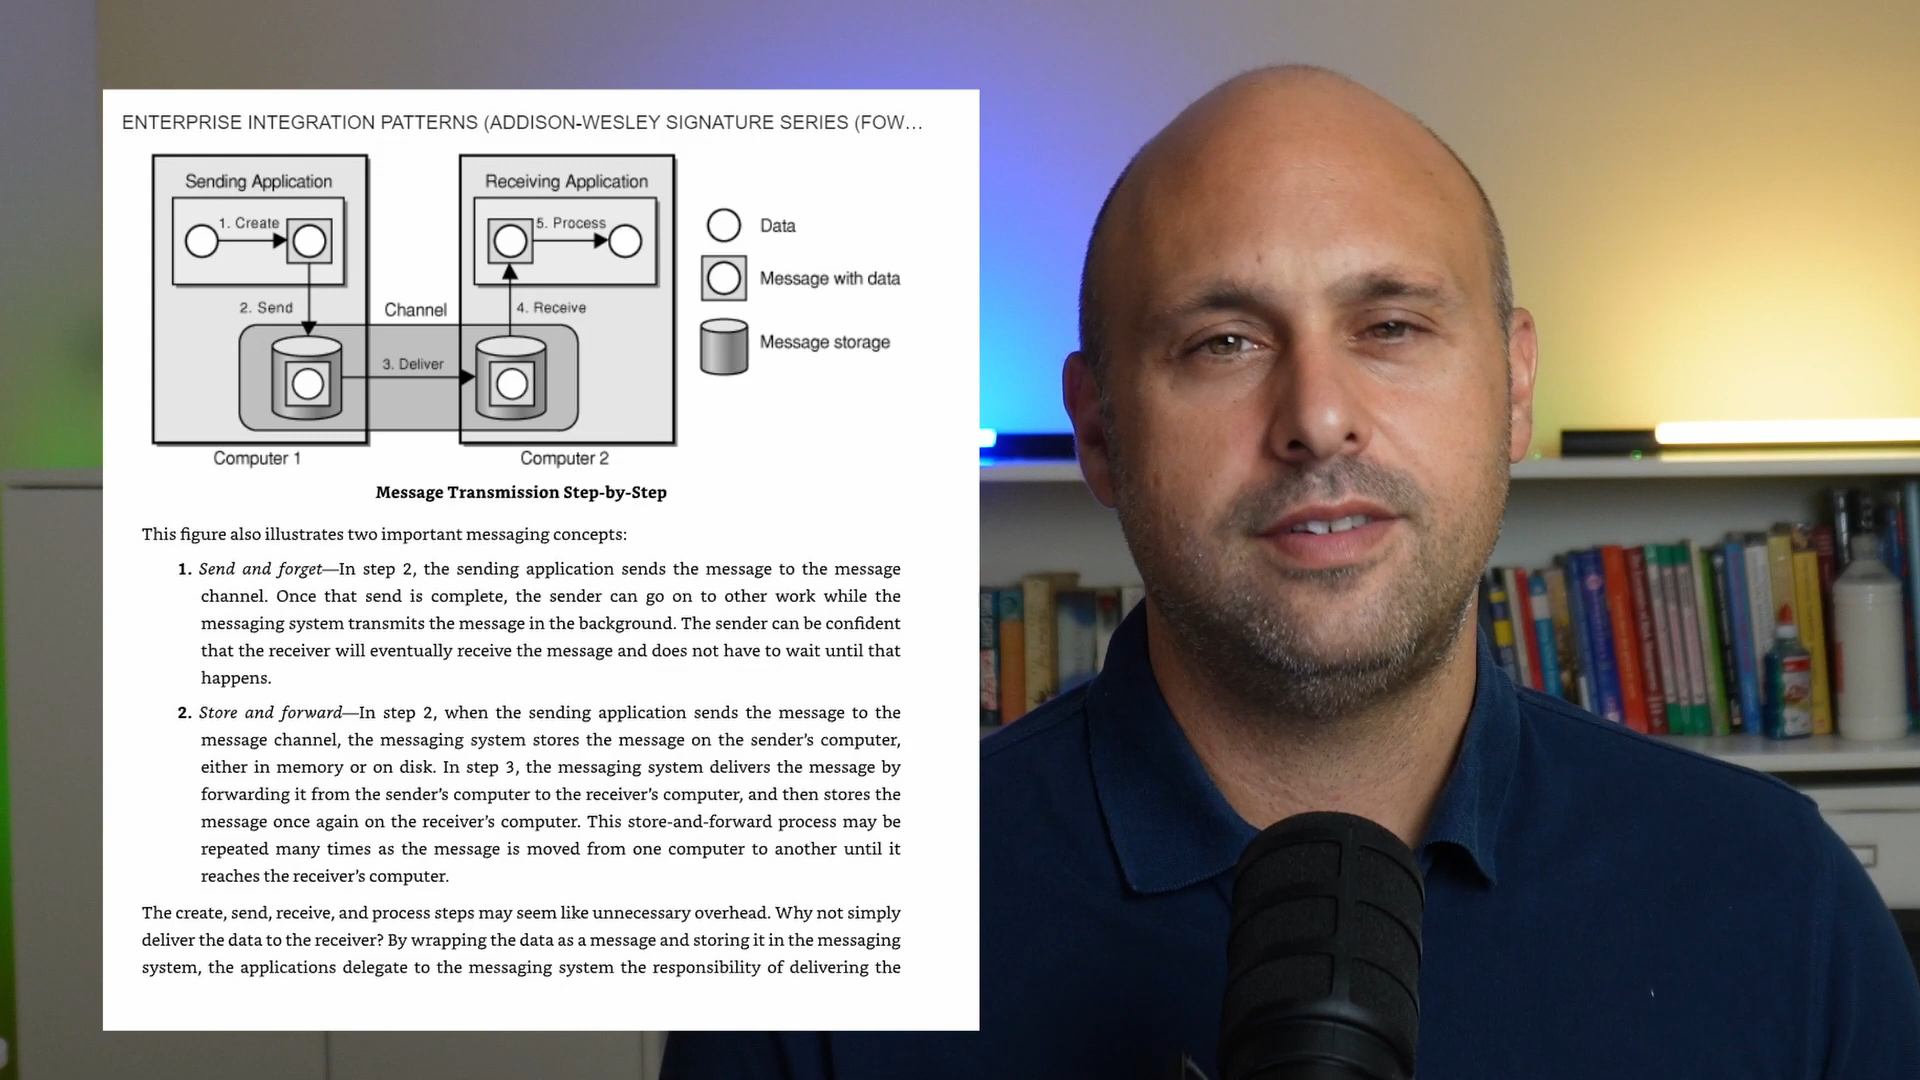 ENTERPRISE INTEGRATION PATTERNS (ADDISON-WESLEY SIGNATURE SERIES (FOW...
Sending Application
Receiving Application
1. Create
5. Process
Data
Message with data
2. Send
Channel
4. Receive
Message storage
3. Deliver
Computer 1
Computer 2
Message Transmission Step-by-Step
This figure also illustrates two important messaging concepts:
1. Send and forget—In step 2, the sending application sends the message to the message
channel. Once that send is complete, the sender can go on to other work while the
messaging system transmits the message in the background. The sender can be confident
that the receiver will eventually receive the message and does not have to wait until that
happens.
2. Store and forward—In step 2, when the sending application sends the message to the
message channel, the messaging system stores the message on the sender's computer,
either in memory or on disk. In step 3, the messaging system delivers the message by
forwarding it from the sender's computer to the receiver's computer, and then stores the
message once again on the receiver's computer. This store-and-forward process may be
repeated many times as the message is moved from one computer to another until it
reaches the receiver's computer.
The create, send, receive, and process steps may seem like unnecessary overhead. Why not simply
deliver the data to the receiver? By wrapping the data as a message and storing it in the messaging
system, the applications delegate to the messaging system the responsibility of delivering the